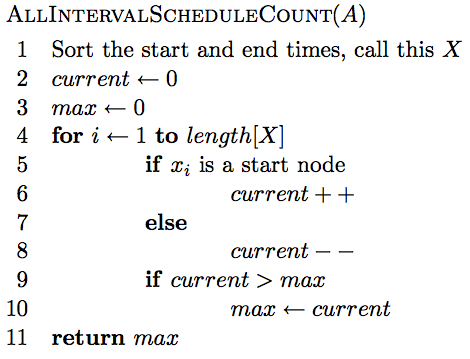 ALLINTERVALSCHEDULECOUNT(A)
1 Sort the start and end times, call this X
2 current ← 0
3 max ← 0
4 for i ← 1 to length[X]
5 if xᵢ is a start node
6 current + +
7 else
8 current − −
9 if current > max
10 max ← current
11 return max